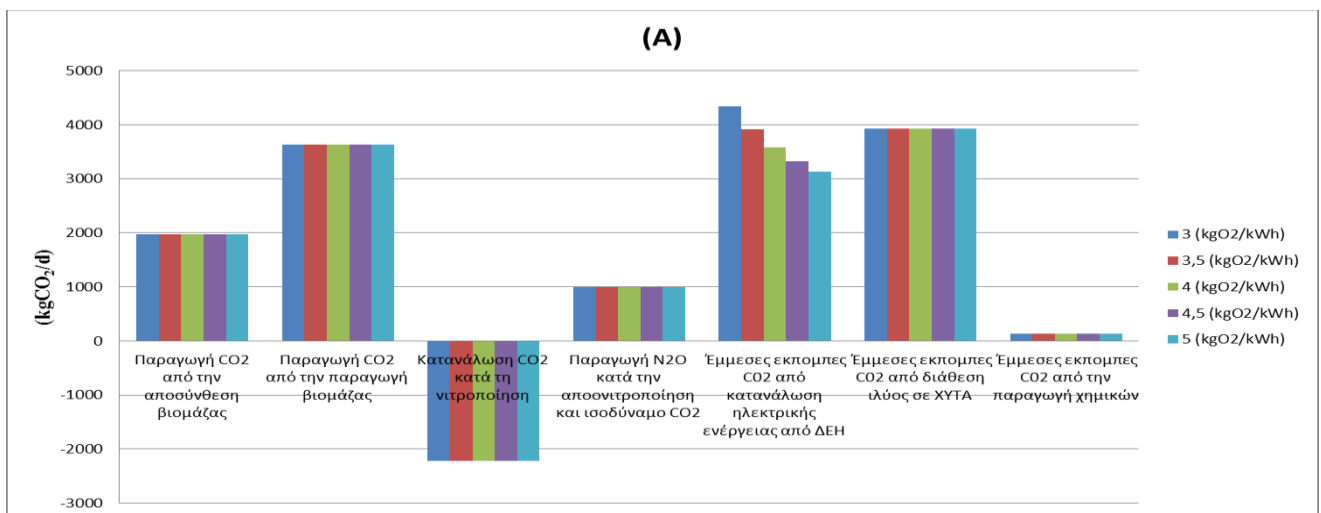 (A)
5000
4000
3000
2000
1000
0
-1000
-2000
-3000
(kgCO₂/d)
Παραγωγή CO2
από την
αποσύνθεση
βιομάζας
Παραγωγή CO2
από την παραγωγή
βιομάζας
Κατανάλωση CO2
κατά τη
νιτροποίηση
Παραγωγή N2O
κατά την
αποονιτροποίηση
και ισοδύναμο CO2
Έμμεσες εκπομπες
C02 από
κατανάλωση
ηλεκτρικής
ενέργειας από ΔΕΗ
Έμμεσες εκπομπες
C02 από διάθεση
ιλύος σε ΧΥΤΑ
Έμμεσες εκπομπες
C02 από την
παραγωγή χημικών
3 (kgO2/kWh)
3,5 (kgO2/kWh)
4 (kgO2/kWh)
4,5 (kgO2/kWh)
5 (kgO2/kWh)